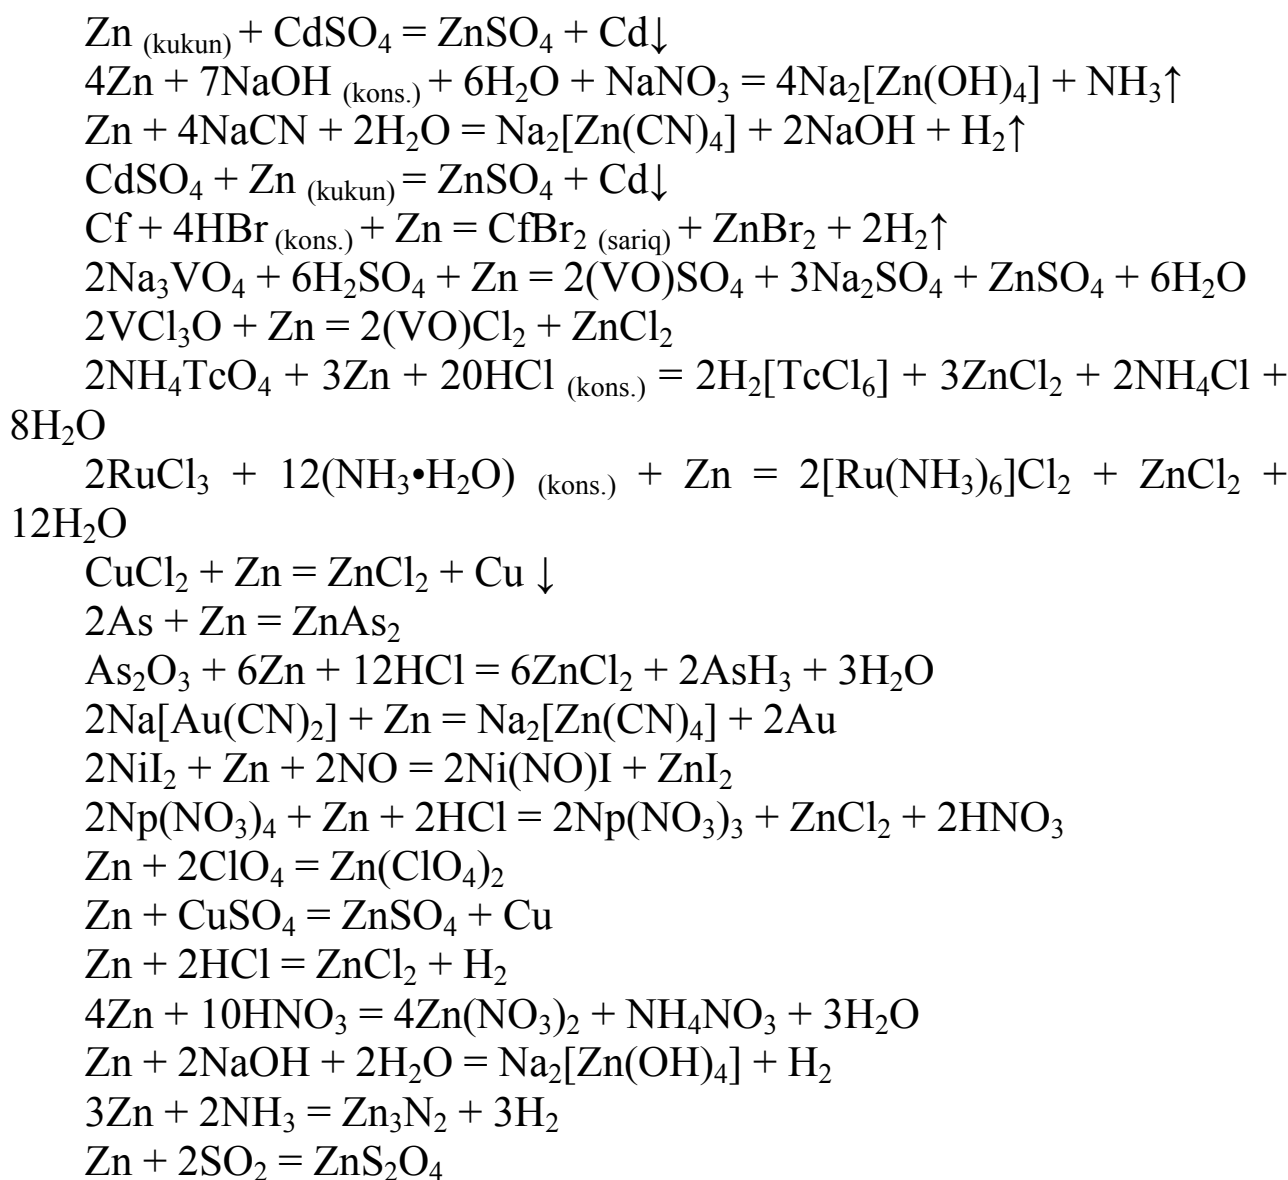 Zn (kukun) + CdSO₄ = ZnSO₄ + Cd↓
4Zn + 7NaOH (kons.) + 6H₂O + NaNO₃ = 4Na₂[Zn(OH)₄] + NH₃↑
Zn + 4NaCN + 2H₂O = Na₂[Zn(CN)₄] + 2NaOH + H₂↑
CdSO₄ + Zn (kukun) = ZnSO₄ + Cd↓
Cf + 4HBr (kons.) + Zn = CfBr₂ (sariq) + ZnBr₂ + 2H₂↑
2Na₃VO₄ + 6H₂SO₄ + Zn = 2(VO)SO₄ + 3Na₂SO₄ + ZnSO₄ + 6H₂O
2VCl₃O + Zn = 2(VO)Cl₂ + ZnCl₂
2NH₄TcO₄ + 3Zn + 20HCl (kons.) = 2H₂[TcCl₆] + 3ZnCl₂ + 2NH₄Cl +
8H₂O
2RuCl₃ + 12(NH₃•H₂O) (kons.) + Zn = 2[Ru(NH₃)₆]Cl₂ + ZnCl₂ +
12H₂O
CuCl₂ + Zn = ZnCl₂ + Cu ↓
2As + Zn = ZnAs₂
As₂O₃ + 6Zn + 12HCl = 6ZnCl₂ + 2AsH₃ + 3H₂O
2Na[Au(CN)₂] + Zn = Na₂[Zn(CN)₄] + 2Au
2NiI₂ + Zn + 2NO = 2Ni(NO)I + ZnI₂
2Np(NO₃)₄ + Zn + 2HCl = 2Np(NO₃)₃ + ZnCl₂ + 2HNO₃
Zn + 2ClO₄ = Zn(ClO₄)₂
Zn + CuSO₄ = ZnSO₄ + Cu
Zn + 2HCl = ZnCl₂ + H₂
4Zn + 10HNO₃ = 4Zn(NO₃)₂ + NH₄NO₃ + 3H₂O
Zn + 2NaOH + 2H₂O = Na₂[Zn(OH)₄] + H₂
3Zn + 2NH₃ = Zn₃N₂ + 3H₂
Zn + 2SO₂ = ZnS₂O₄